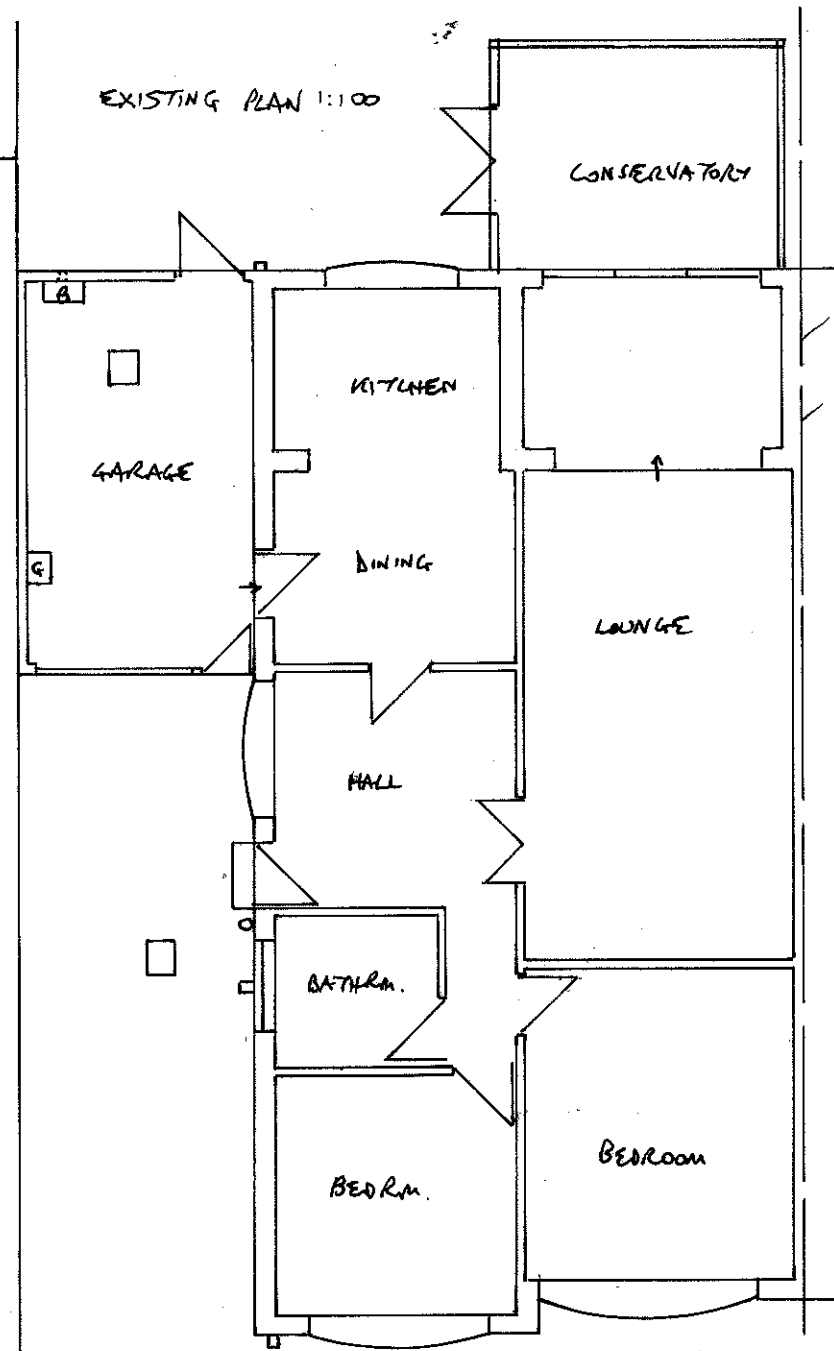 EXISTING PLAN 1:100
CONSERVATORY
B
KITCHEN
GARAGE
G
DINING
LOUNGE
HALL
BATHRM.
BEDROOM
BEDRM.